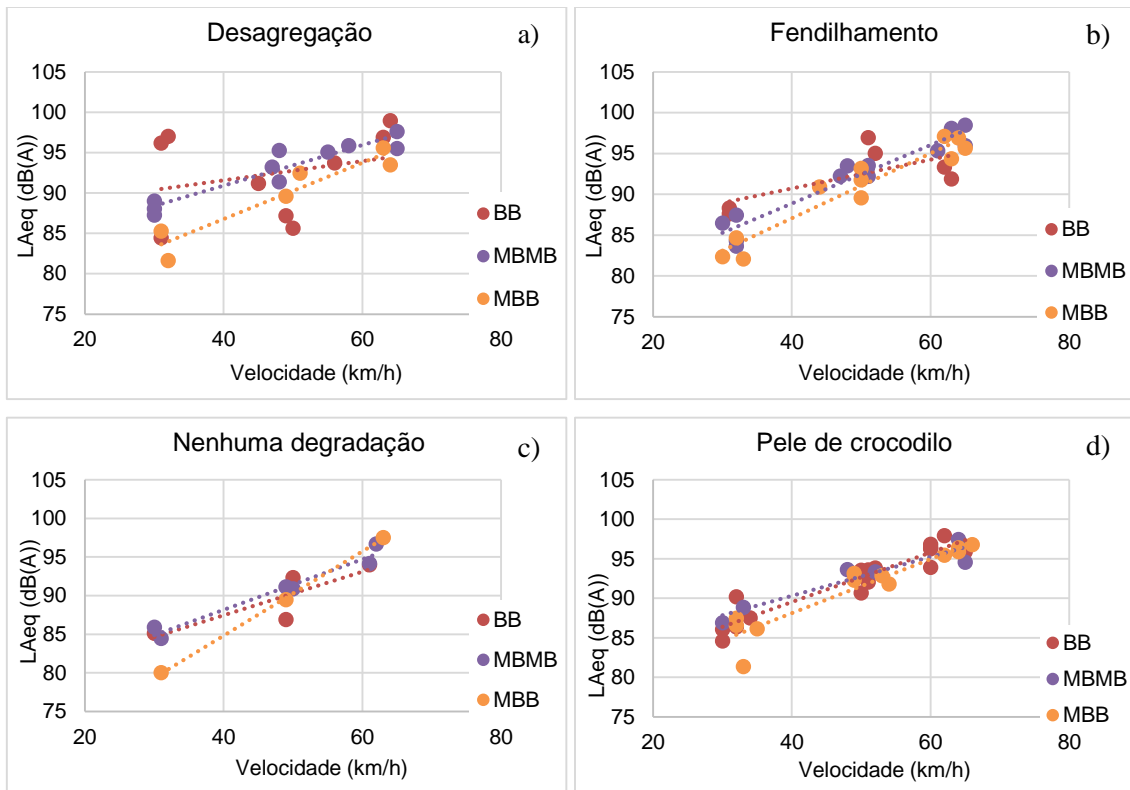 Desagregação
a)
105
100
95
90
85
80
75
LAeq (dB(A))
20
40
60
80
Velocidade (km/h)
BB
MBMB
MBB
Fendilhamento
b)
105
100
95
90
85
80
75
LAeq (dB(A))
20
40
60
80
Velocidade (km/h)
BB
MBMB
MBB
Nenhuma degradação
c)
105
100
95
90
85
80
75
LAeq (dB(A))
20
40
60
80
Velocidade (km/h)
BB
MBMB
MBB
Pele de crocodilo
d)
105
100
95
90
85
80
75
LAeq (dB(A))
20
40
60
80
Velocidade (km/h)
BB
MBMB
MBB